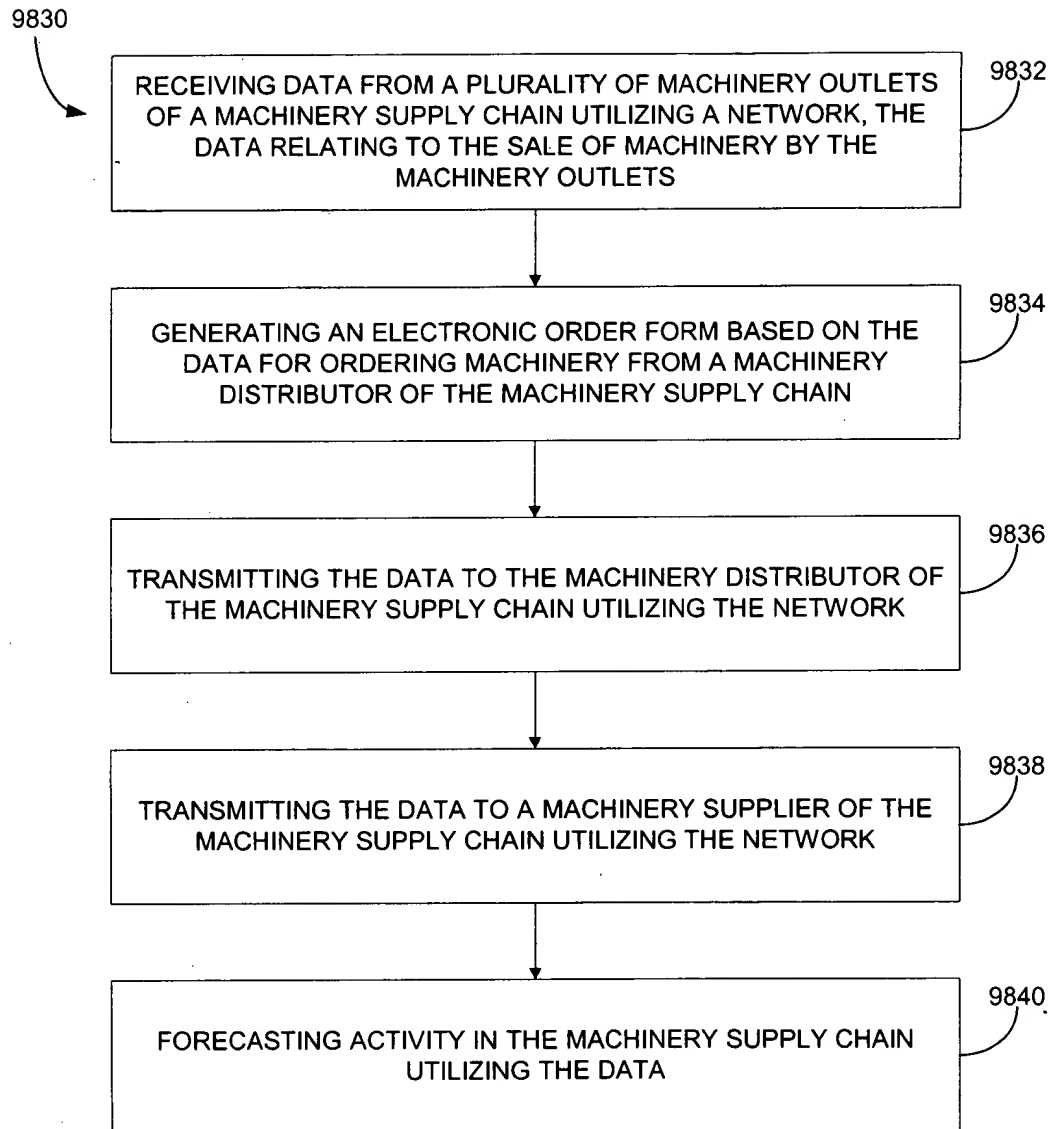 9830
9832
RECEIVING DATA FROM A PLURALITY OF MACHINERY OUTLETS
OF A MACHINERY SUPPLY CHAIN UTILIZING A NETWORK, THE
DATA RELATING TO THE SALE OF MACHINERY BY THE
MACHINERY OUTLETS
9834
GENERATING AN ELECTRONIC ORDER FORM BASED ON THE
DATA FOR ORDERING MACHINERY FROM A MACHINERY
DISTRIBUTOR OF THE MACHINERY SUPPLY CHAIN
9836
TRANSMITTING THE DATA TO THE MACHINERY DISTRIBUTOR OF
THE MACHINERY SUPPLY CHAIN UTILIZING THE NETWORK
9838
TRANSMITTING THE DATA TO A MACHINERY SUPPLIER OF THE
MACHINERY SUPPLY CHAIN UTILIZING THE NETWORK
9840
FORECASTING ACTIVITY IN THE MACHINERY SUPPLY CHAIN
UTILIZING THE DATA